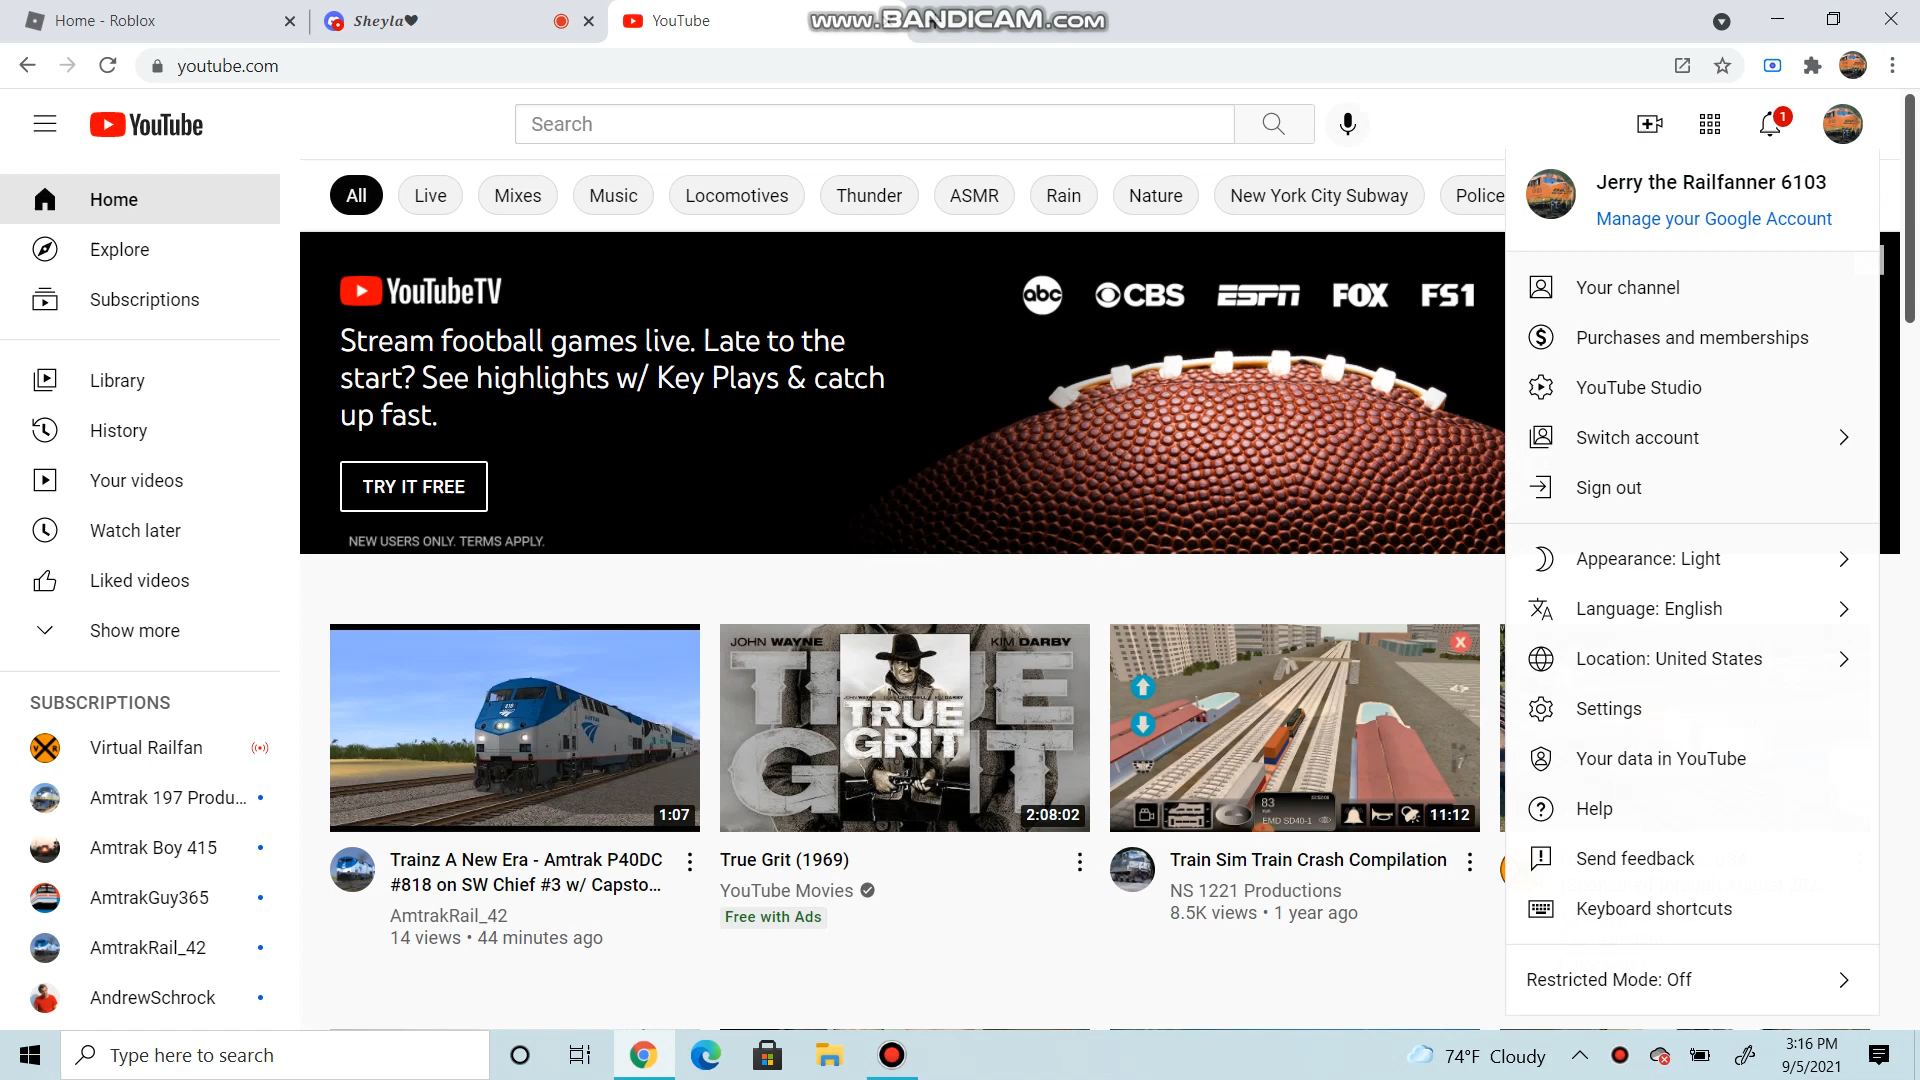 Home - Roblox
Sheyla♥
YouTube
www.BANDICAM.com
youtube.com
YouTube
Search
1
Home
Explore
Subscriptions
Library
History
Your videos
Watch later
Liked videos
Show more
SUBSCRIPTIONS
Virtual Railfan
Amtrak 197 Produ...
Amtrak Boy 415
AmtrakGuy365
AmtrakRail_42
AndrewSchrock
All
Live
Mixes
Music
Locomotives
Thunder
ASMR
Rain
Nature
New York City Subway
Police
YouTubeTV
abc CBS ESPN FOX FS1
Stream football games live. Late to the
start? See highlights w/ Key Plays & catch
up fast.
TRY IT FREE
NEW USERS ONLY. TERMS APPLY.
1:07
Trainz A New Era - Amtrak P40DC
#818 on SW Chief #3 w/ Capsto...
AmtrakRail_42
14 views • 44 minutes ago
JOHN WAYNE KIM DARBY
TRUE
GRIT
2:08:02
True Grit (1969)
YouTube Movies
Free with Ads
83
EMD SD40-1
11:12
Train Sim Train Crash Compilation
NS 1221 Productions
8.5K views • 1 year ago
Jerry the Railfanner 6103
Manage your Google Account
Your channel
Purchases and memberships
YouTube Studio
Switch account
Sign out
Appearance: Light
Language: English
Location: United States
Settings
Your data in YouTube
Help
Send feedback
Keyboard shortcuts
Restricted Mode: Off
Type here to search
74°F Cloudy
3:16 PM
9/5/2021